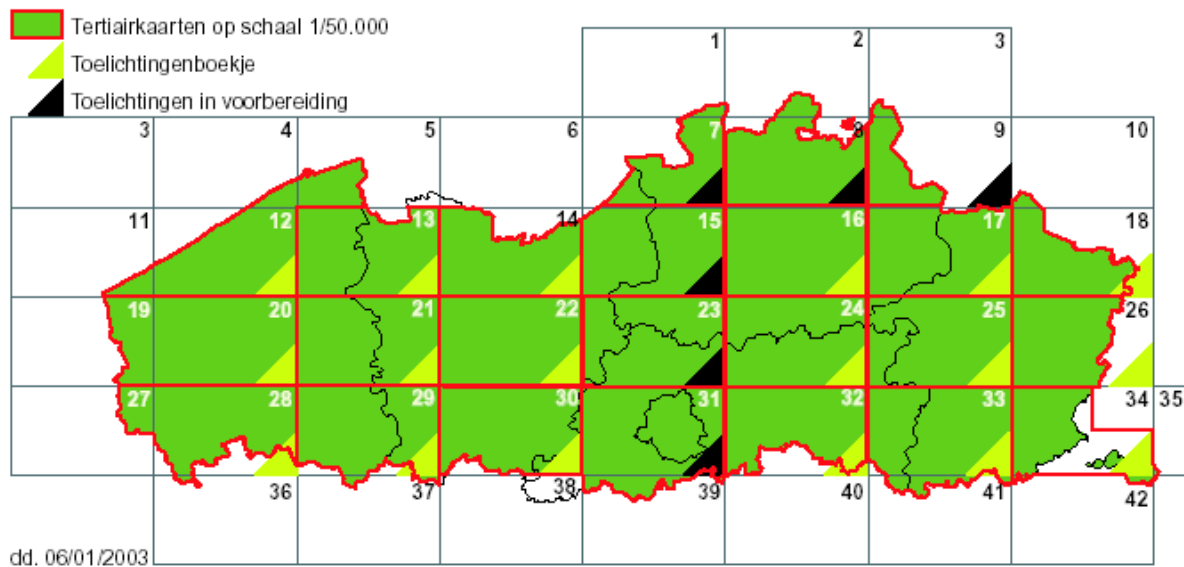 Tertiairkaarten op schaal 1/50.000
Toelichtingenboekje
Toelichtingen in voorbereiding
1 2 3
3 4 5 6 7 8 9 10
11 12 13 14 15 16 17 18
19 20 21 22 23 24 25 26
27 28 29 30 31 32 33 34 35
36 37 38 39 40 41 42
dd. 06/01/2003